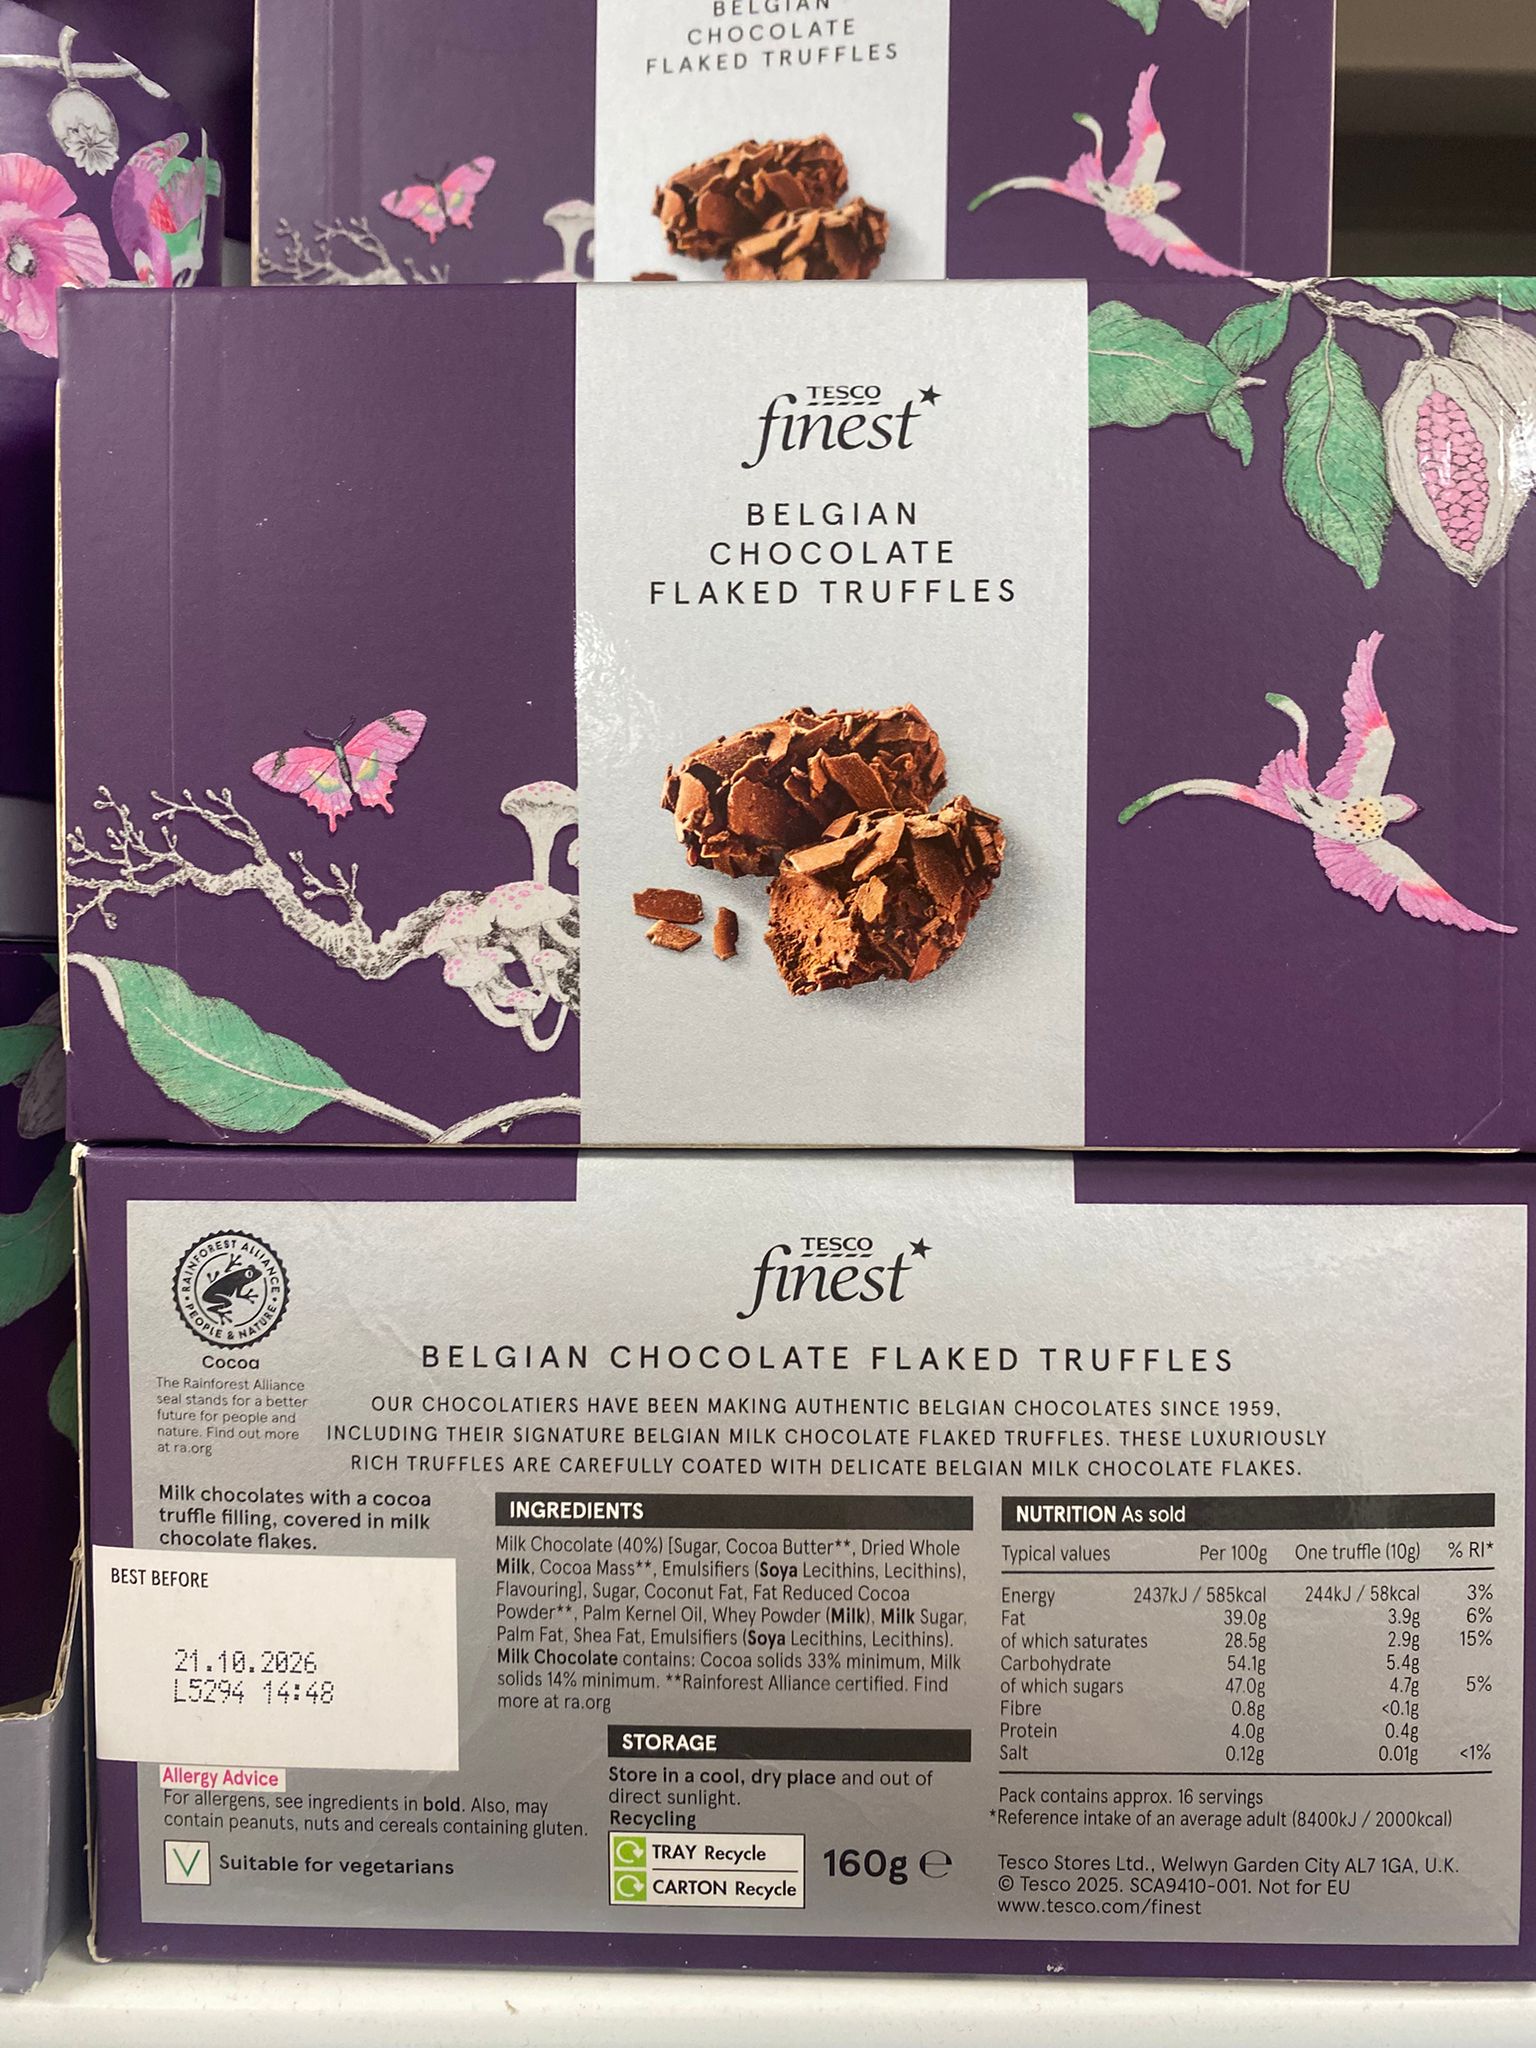 BELGIAN
CHOCOLATE
FLAKED TRUFFLES
TESCO
finest*
BELGIAN
CHOCOLATE
FLAKED TRUFFLES
TESCO
finest*
BELGIAN CHOCOLATE FLAKED TRUFFLES
OUR CHOCOLATIERS HAVE BEEN MAKING AUTHENTIC BELGIAN CHOCOLATES SINCE 1959,
INCLUDING THEIR SIGNATURE BELGIAN MILK CHOCOLATE FLAKED TRUFFLES. THESE LUXURIOUSLY
RICH TRUFFLES ARE CAREFULLY COATED WITH DELICATE BELGIAN MILK CHOCOLATE FLAKES.
RAINFOREST ALLIANCE
PEOPLE & NATURE
Cocoa
The Rainforest Alliance
seal stands for a better
future for people and
nature. Find out more
at ra.org
Milk chocolates with a cocoa
truffle filling, covered in milk
chocolate flakes.
BEST BEFORE
21.10.2026
L5294 14:48
Allergy Advice
For allergens, see ingredients in bold. Also, may
contain peanuts, nuts and cereals containing gluten.
Suitable for vegetarians
INGREDIENTS
Milk Chocolate (40%) [Sugar, Cocoa Butter**, Dried Whole
Milk, Cocoa Mass**, Emulsifiers (Soya Lecithins, Lecithins),
Flavouring], Sugar, Coconut Fat, Fat Reduced Cocoa
Powder**, Palm Kernel Oil, Whey Powder (Milk), Milk Sugar,
Palm Fat, Shea Fat, Emulsifiers (Soya Lecithins, Lecithins).
Milk Chocolate contains: Cocoa solids 33% minimum, Milk
solids 14% minimum. **Rainforest Alliance certified. Find
more at ra.org
STORAGE
Store in a cool, dry place and out of
direct sunlight.
Recycling
TRAY Recycle
CARTON Recycle
160g ℮
NUTRITION As sold
Typical values Per 100g One truffle (10g) % RI*
Energy 2437kJ / 585kcal 244kJ / 58kcal 3%
Fat 39.0g 3.9g 6%
of which saturates 28.5g 2.9g 15%
Carbohydrate 54.1g 5.4g
of which sugars 47.0g 4.7g 5%
Fibre 0.8g <0.1g
Protein 4.0g 0.4g
Salt 0.12g 0.01g <1%
Pack contains approx. 16 servings
*Reference intake of an average adult (8400kJ / 2000kcal)
Tesco Stores Ltd., Welwyn Garden City AL7 1GA, U.K.
© Tesco 2025. SCA9410-001. Not for EU
www.tesco.com/finest